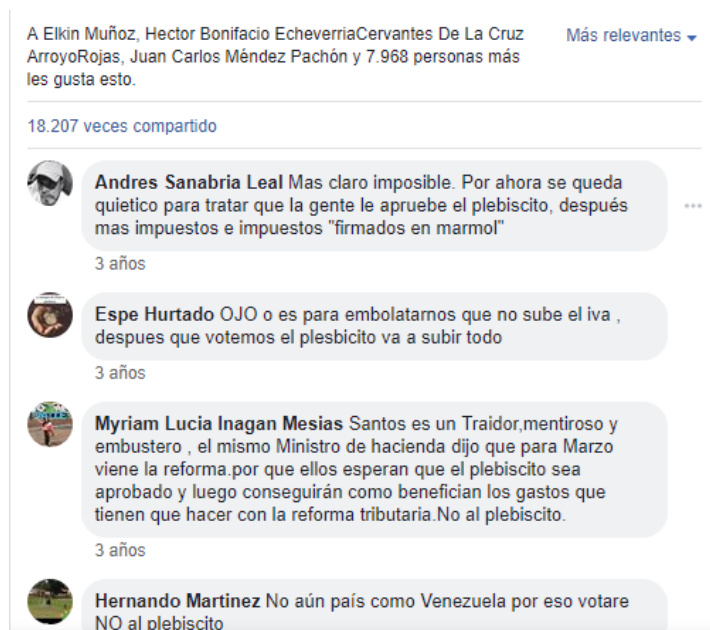 A Elkin Muñoz, Hector Bonifacio EcheverriaCervantes De La Cruz
ArroyoRojas, Juan Carlos Méndez Pachón y 7.968 personas más
les gusta esto.
Más relevantes
18.207 veces compartido
Andres Sanabria Leal Mas claro imposible. Por ahora se queda
quietico para tratar que la gente le apruebe el plebiscito, después
mas impuestos e impuestos "firmados en marmol"
3 años
Espe Hurtado OJO o es para embolatarnos que no sube el iva ,
despues que votemos el plesbicito va a subir todo
3 años
Myriam Lucia Inagan Mesias Santos es un Traidor,mentiroso y
embustero , el mismo Ministro de hacienda dijo que para Marzo
viene la reforma.por que ellos esperan que el plebiscito sea
aprobado y luego conseguirán como benefician los gastos que
tienen que hacer con la reforma tributaria.No al plebiscito.
3 años
Hernando Martinez No aún país como Venezuela por eso votare
NO al plebiscito